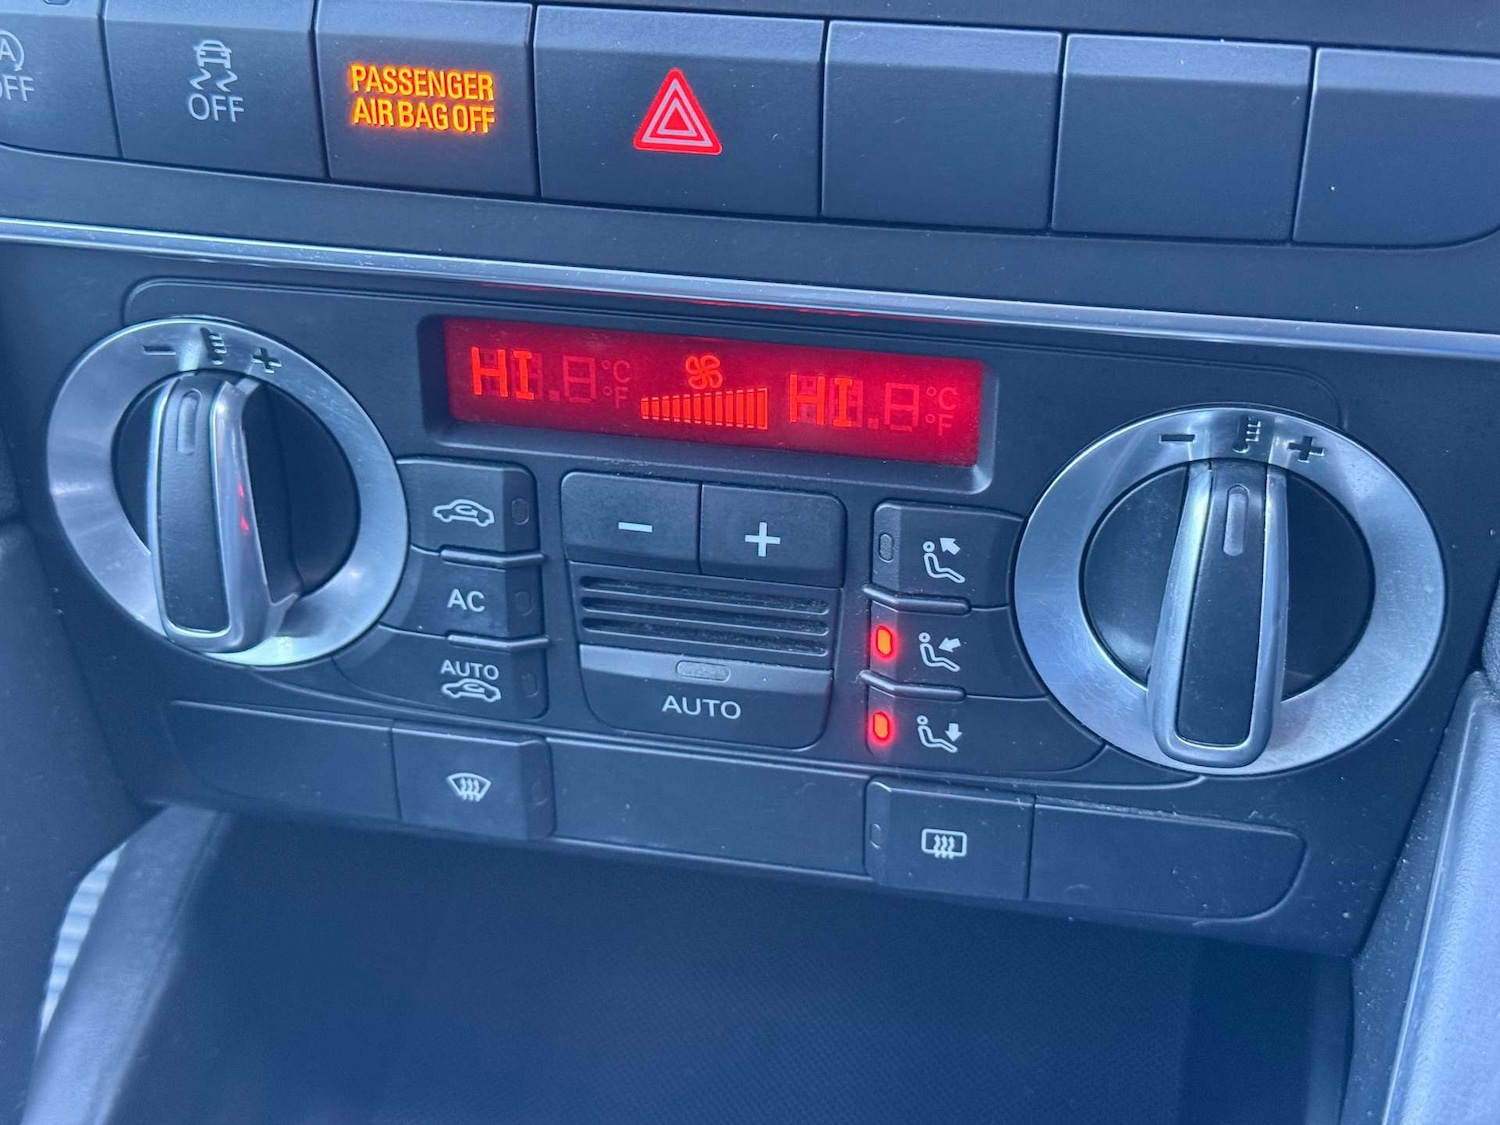 A
OFF
OFF
PASSENGER
AIR BAG OFF
- +
HI °C °F HI °C °F
- +
- +
AC
AUTO
AUTO